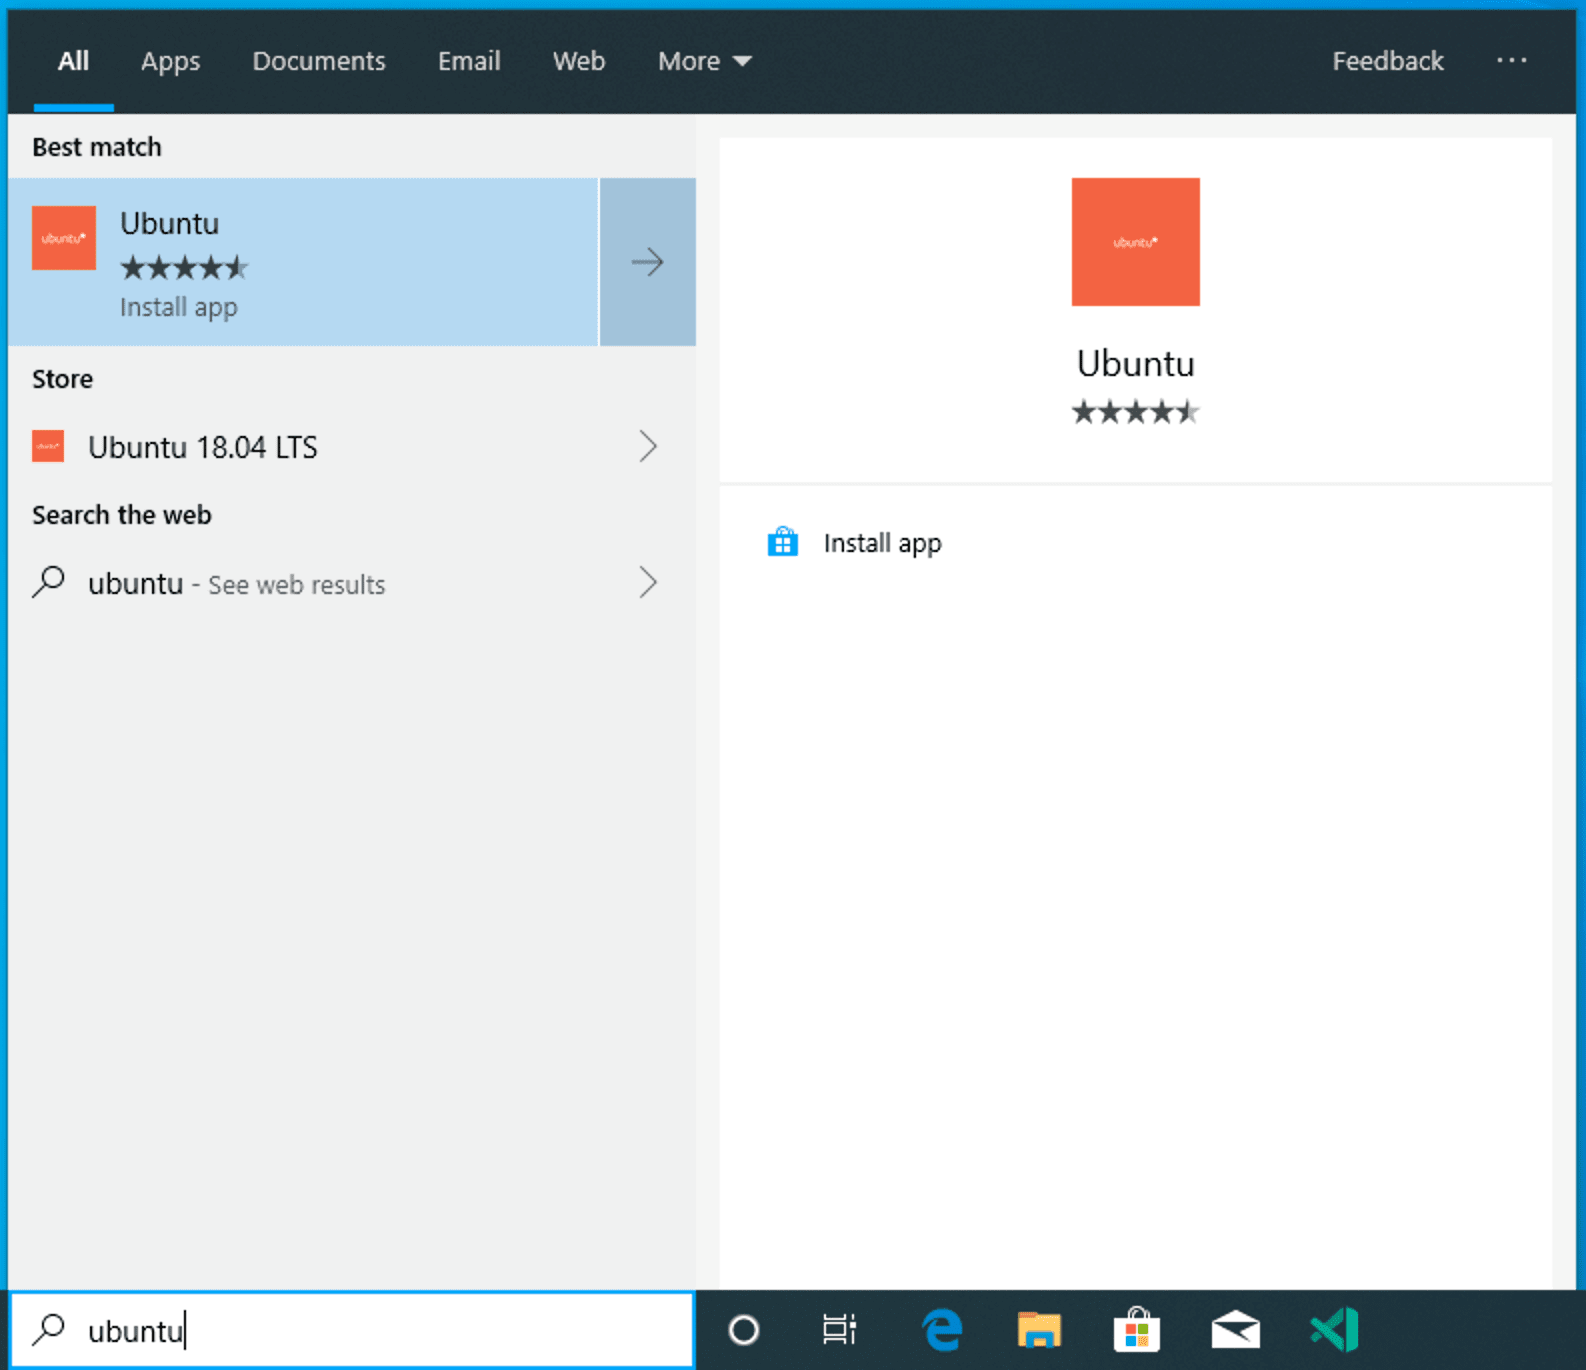 All Apps Documents Email Web More Feedback ...
Best match
ubuntu
Ubuntu
Install app
Store
ubuntu
Ubuntu 18.04 LTS
Search the web
ubuntu - See web results
ubuntu
Ubuntu
Install app
ubuntu